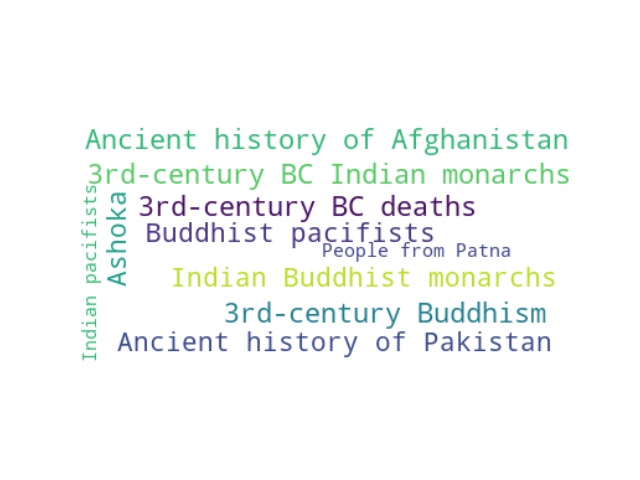 Ancient history of Afghanistan
3rd-century BC Indian monarchs
3rd-century BC deaths
Buddhist pacifists
People from Patna
Indian Buddhist monarchs
3rd-century Buddhism
Ancient history of Pakistan
Ashoka
Indian pacifists